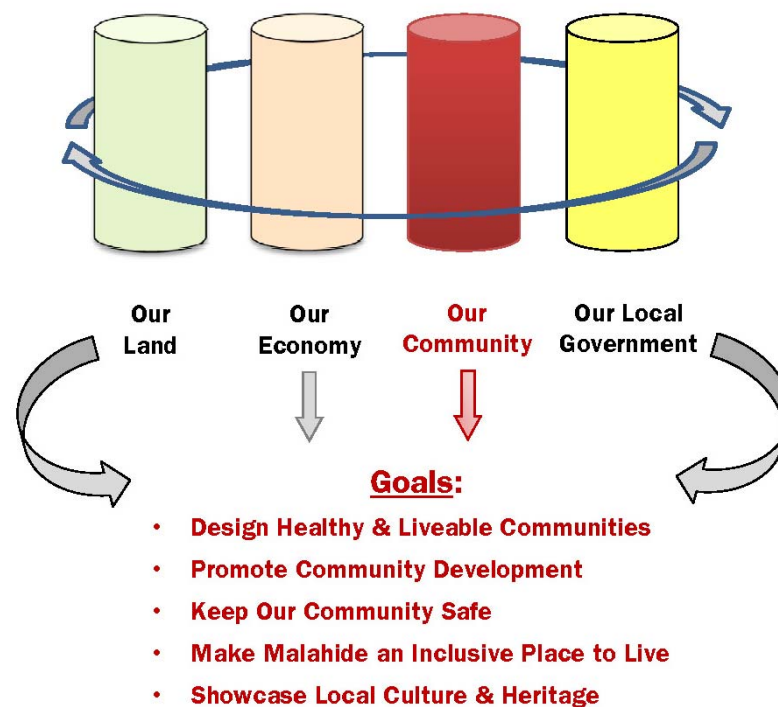 Our
Land
Our
Economy
Our
Community
Our Local
Government
Goals:
• Design Healthy & Liveable Communities
• Promote Community Development
• Keep Our Community Safe
• Make Malahide an Inclusive Place to Live
• Showcase Local Culture & Heritage